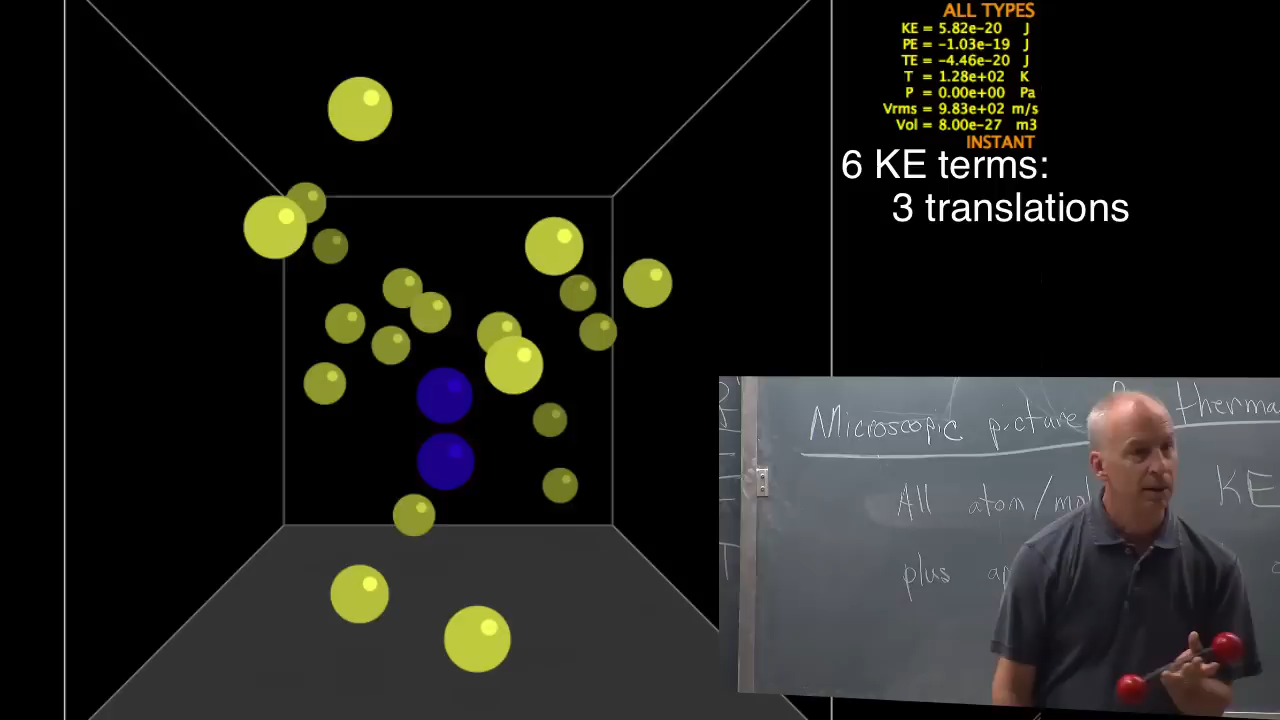 ALL TYPES
KE = 5.82e-20 J
PE = -1.03e-19 J
TE = -4.46e-20 J
T = 1.28e+02 K
P = 0.00e+00 Pa
Vrms = 9.83e+02 m/s
Vol = 8.00e-27 m3
INSTANT
6 KE terms:
3 translations
Microscopic picture therma
All atom/mol KE
plus